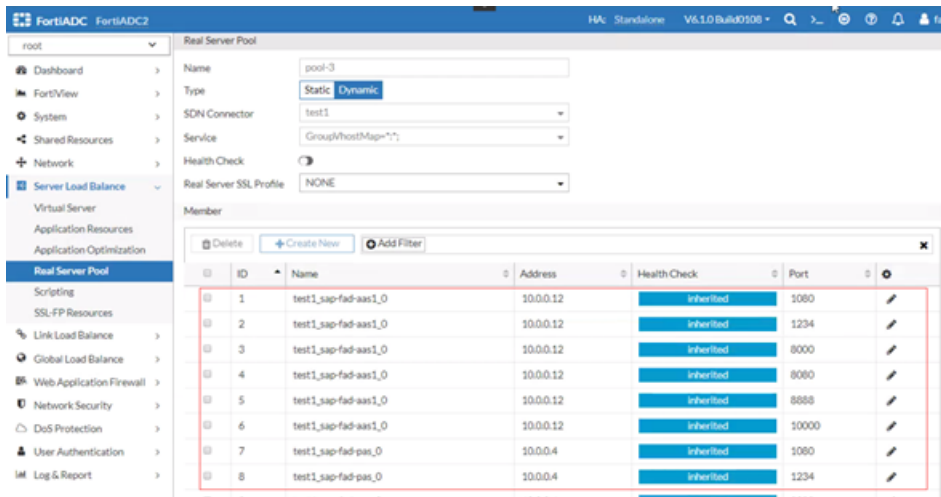 FortiADC FortiADC2 HA: Standalone V6.1.0 Build0108
root
Dashboard
FortiView
System
Shared Resources
Network
Server Load Balance
Virtual Server
Application Resources
Application Optimization
Real Server Pool
Scripting
SSL-FP Resources
Link Load Balance
Global Load Balance
Web Application Firewall
Network Security
DoS Protection
User Authentication
Log & Report
Real Server Pool
Name pool-3
Type Static Dynamic
SDN Connector test1
Service GroupVhostMap=*:*;
Health Check
Real Server SSL Profile NONE
Member
Delete +Create New Add Filter
ID Name Address Health Check Port
1 test1_sap-fad-aas1_0 10.0.0.12 inherited 1080
2 test1_sap-fad-aas1_0 10.0.0.12 inherited 1234
3 test1_sap-fad-aas1_0 10.0.0.12 inherited 8000
4 test1_sap-fad-aas1_0 10.0.0.12 inherited 8080
5 test1_sap-fad-aas1_0 10.0.0.12 inherited 8888
6 test1_sap-fad-aas1_0 10.0.0.12 inherited 10000
7 test1_sap-fad-pas_0 10.0.0.4 inherited 1080
8 test1_sap-fad-pas_0 10.0.0.4 inherited 1234